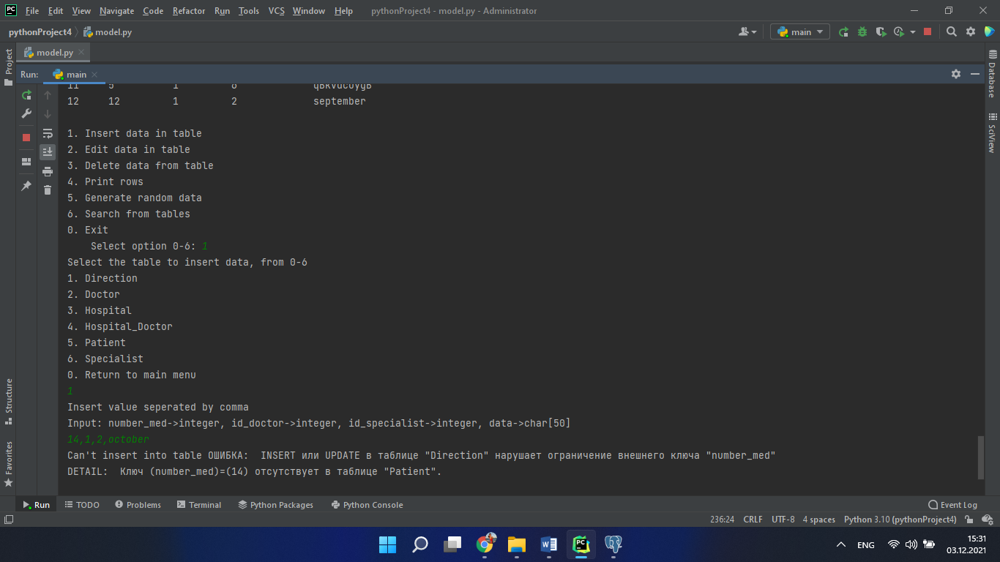 PC File Edit View Navigate Code Refactor Run Tools VCS Window Help pythonProject4 - model.py - Administrator
pythonProject4 model.py main
Project
model.py
Run: main
11 5 1 6
12 12 1 2 september
1. Insert data in table
2. Edit data in table
3. Delete data from table
4. Print rows
5. Generate random data
6. Search from tables
0. Exit
Select option 0-6: 1
Select the table to insert data, from 0-6
1. Direction
2. Doctor
3. Hospital
4. Hospital_Doctor
5. Patient
6. Specialist
0. Return to main menu
1
Insert value seperated by comma
Input: number_med->integer, id_doctor->integer, id_specialist->integer, data->char[50]
14,1,2,october
Can't insert into table ОШИБКА:  INSERT или UPDATE в таблице "Direction" нарушает ограничение внешнего ключа "number_med"
DETAIL:  Ключ (number_med)=(14) отсутствует в таблице "Patient".
Structure
Favorites
Database
SciView
Run TODO Problems Terminal Python Packages Python Console Event Log
236:24 CRLF UTF-8 4 spaces Python 3.10 (pythonProject4)
W PC ENG 15:31
03.12.2021